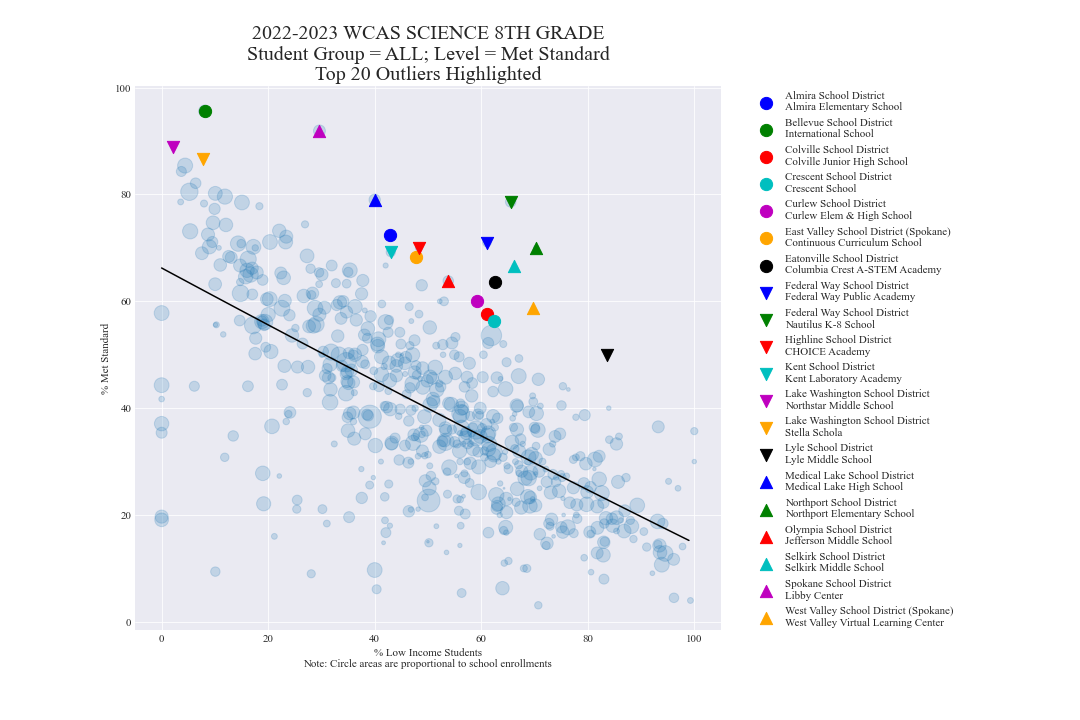 2022-2023 WCAS SCIENCE 8TH GRADE
Student Group = ALL; Level = Met Standard
Top 20 Outliers Highlighted
100
80
60
40
20
0
% Met Standard
0
20
40
60
80
100
% Low Income Students
Note: Circle areas are proportional to school enrollments
Almira School District
Almira Elementary School
Bellevue School District
International School
Colville School District
Colville Junior High School
Crescent School District
Crescent School
Curlew School District
Curlew Elem & High School
East Valley School District (Spokane)
Continuous Curriculum School
Eatonville School District
Columbia Crest A-STEM Academy
Federal Way School District
Federal Way Public Academy
Federal Way School District
Nautilus K-8 School
Highline School District
CHOICE Academy
Kent School District
Kent Laboratory Academy
Lake Washington School District
Northstar Middle School
Lake Washington School District
Stella Schola
Lyle School District
Lyle Middle School
Medical Lake School District
Medical Lake High School
Northport School District
Northport Elementary School
Olympia School District
Jefferson Middle School
Selkirk School District
Selkirk Middle School
Spokane School District
Libby Center
West Valley School District (Spokane)
West Valley Virtual Learning Center